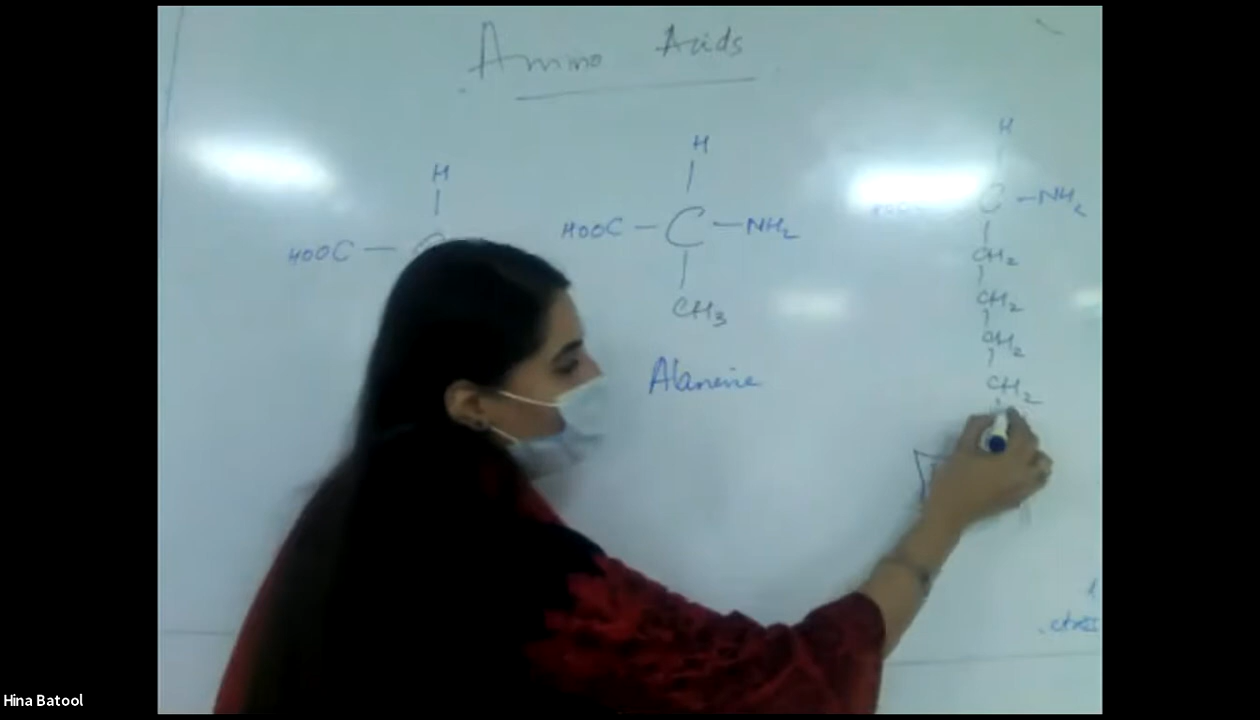 Amino Acids
H
HOOC — C
H
HOOC — C — NH₂
CH₃
Alanine
H
C — NH₂
CH₂
CH₂
CH₂
CH₂
Hina Batool